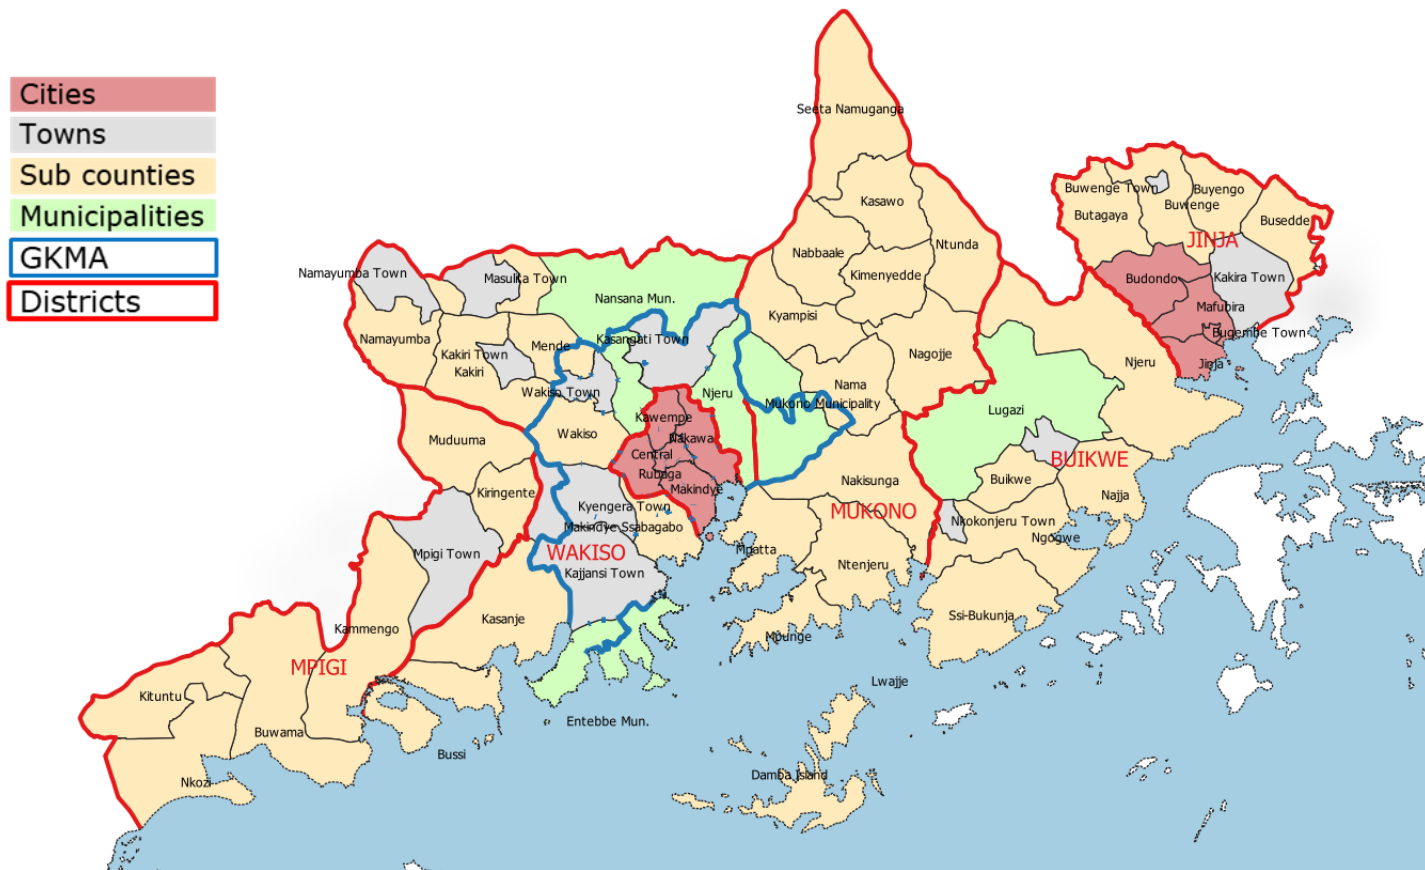 Cities
Towns
Sub counties
Municipalities
GKMA
Districts
Seeta Namuganga
Kasawo
Nabbaale
Kimenyedde
Ntunda
Kyampisi
Nagojje
Nama
Mukono Municipality
Nakisunga
MUKONO
Mpatta
Ntenjeru
Mpunge
Damba Island
Lwajje
Buwenge Town
Buyengo
Buwenge
Butagaya
Busedde
JINJA
Budondo
Kakira Town
Mafubira
Bugembe Town
Jinja
Njeru
Lugazi
BUIKWE
Buikwe
Najja
Nkokonjeru Town
Ngogwe
Ssi-Bukunja
Namayumba Town
Masulita Town
Nansana Mun.
Namayumba
Kakiri Town
Kakiri
Mende
Kasangati Town
Wakiso Town
Njeru
Wakiso
Kawempe
Nakawa
Central
Rubaga
Makindye
Kyengera Town
Makindye Ssabagabo
WAKISO
Kajjansi Town
Kasanje
Entebbe Mun.
Bussi
Muduuma
Kiringente
Mpigi Town
Kammengo
MPIGI
Kituntu
Buwama
Nkozi